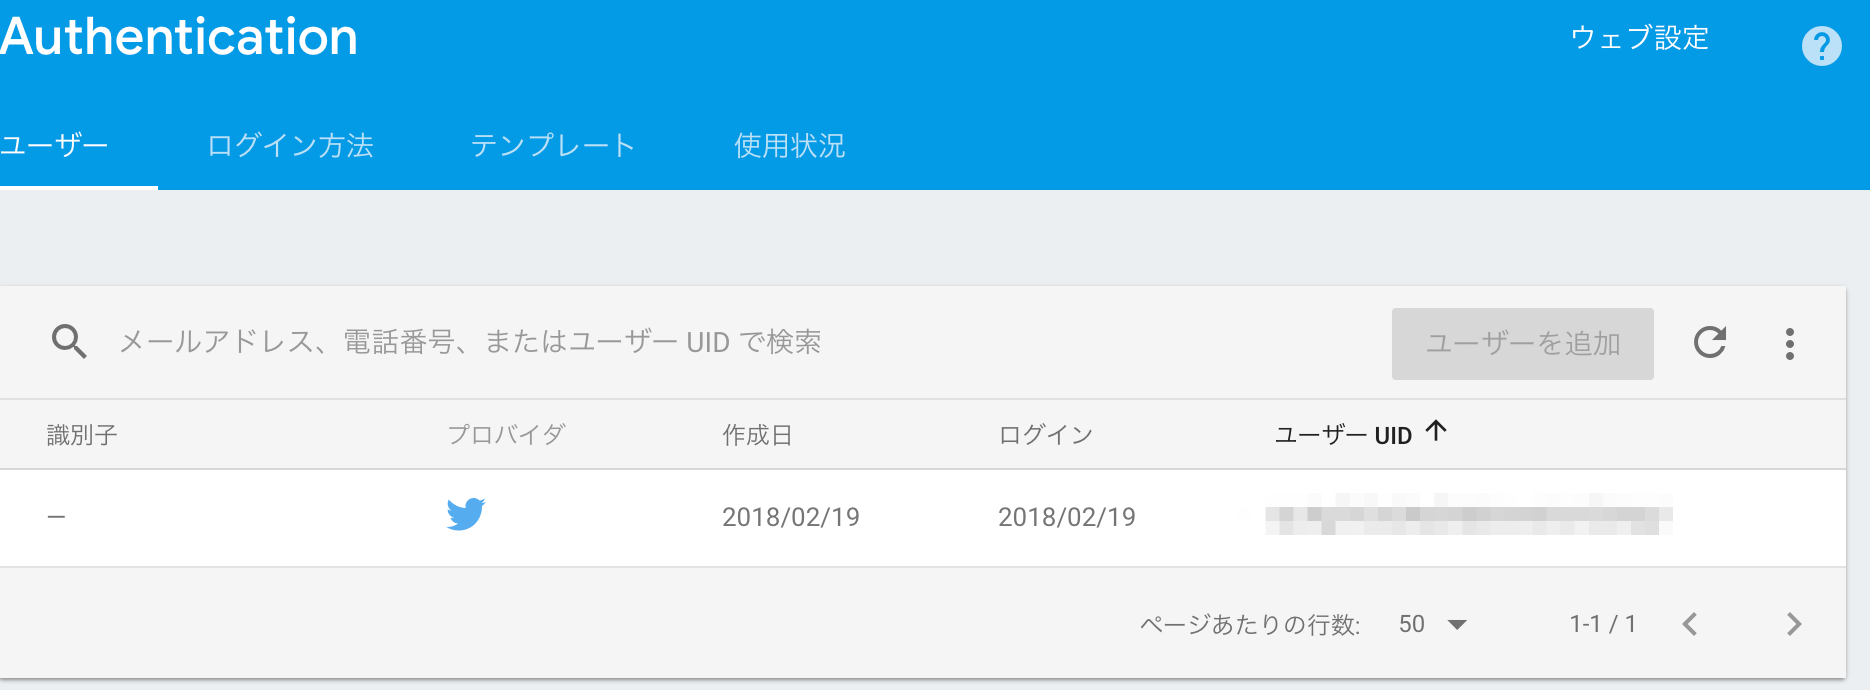 Authentication
ウェブ設定
?
ユーザー ログイン方法 テンプレート 使用状況
メールアドレス、電話番号、またはユーザー UID で検索
ユーザーを追加
識別子 プロバイダ 作成日 ログイン ユーザー UID ↑
— 2018/02/19 2018/02/19
ページあたりの行数: 50 1-1 / 1